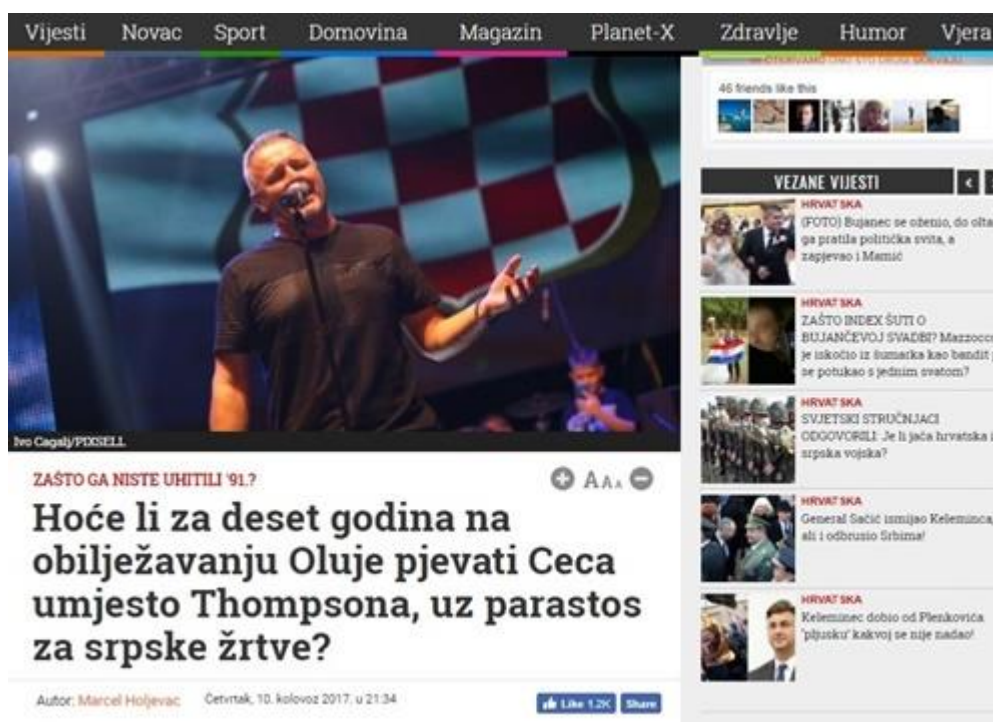 Vijesti Novac Sport Domovina Magazin Planet-X Zdravlje Humor Vjera
46 friends like this
VEZANE VIJESTI
HRVATSKA
(FOTO) Bujanec se oženio, do olta
ga pratila politička svita, a
zapjevao i Mamić
HRVATSKA
ZAŠTO INDEX ŠUTI O
BUJANČEVOJ SVADBI? Mazzocco
je iskočio iz šumarka kao bandit
se potukao s jednim svatom?
HRVATSKA
SVJETSKI STRUČNJACI
ODGOVORILI: Je li jača hrvatska i
srpska vojska?
HRVATSKA
General Sačić ismijao Keleminca,
ali i odbrusio Srbima!
HRVATSKA
Keleminec dobio od Plenkovića
'pljusku' kakvoj se nije nadao!
Ivo Cagalj/PIXSELL
ZAŠTO GA NISTE UHITILI '91.?
A A A
Hoće li za deset godina na
obilježavanju Oluje pjevati Ceca
umjesto Thompsona, uz parastos
za srpske žrtve?
Autor: Marcel Holjevac Četvrtak, 10. kolovoz 2017. u 21:34
Like 1.2K Share